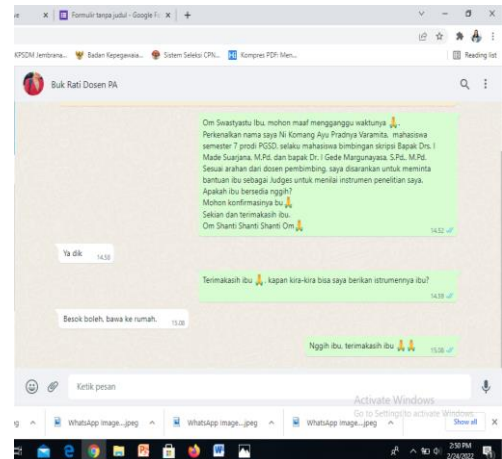 Formulir tanpa judul - Google Fo
KPSDM Jembrana...
Badan Kepegawaia...
Sistem Seleksi CPN...
Kompres PDF: Men...
Reading list
Buk Rati Dosen PA
Om Swastyastu Ibu, mohon maaf mengganggu waktunya 🙏.
Perkenalkan nama saya Ni Komang Ayu Pradnya Varamita, mahasiswa
semester 7 prodi PGSD, selaku mahasiswa bimbingan skripsi Bapak Drs. I
Made Suarjana, M.Pd. dan bapak Dr. I Gede Margunayasa, S.Pd., M.Pd.
Sesuai arahan dari dosen pembimbing, saya disarankan untuk meminta
bantuan ibu sebagai Judges untuk menilai instrumen penelitian saya.
Apakah ibu bersedia nggih?
Mohon konfirmasinya bu🙏
Sekian dan terimakasih ibu.
Om Shanti Shanti Shanti Om🙏
14.52
Ya dik 14.58
Terimakasih ibu 🙏, kapan kira-kira bisa saya berikan istrumennya ibu?
14.59
Besok boleh, bawa ke rumah. 15.08
Nggih ibu, terimakasih ibu 🙏🙏 15.08
Ketik pesan
Activate Windows
Go to Settings to activate Windows.
WhatsApp Image....jpeg
WhatsApp Image....jpeg
WhatsApp Image....jpeg
Show all
2:50 PM
2/24/2022